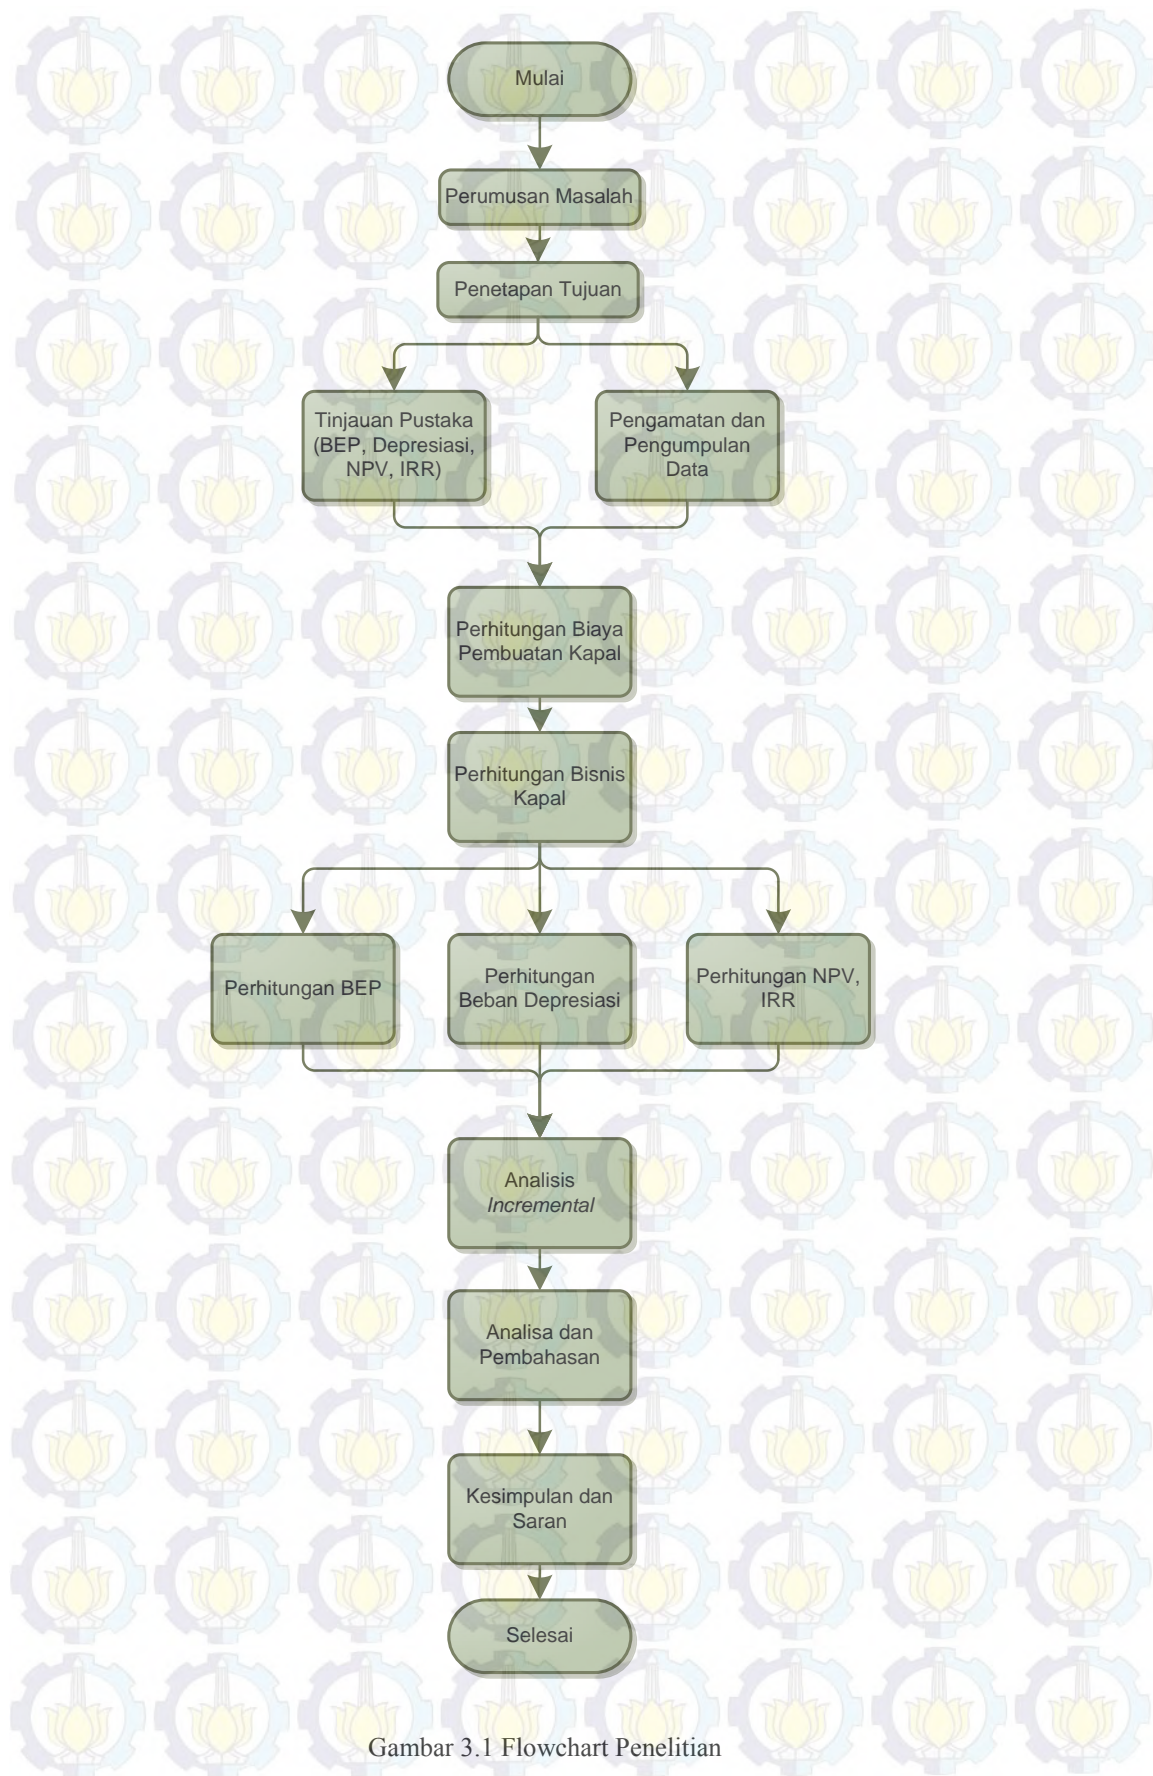 Mulai
Perumusan Masalah
Penetapan Tujuan
Tinjauan Pustaka
(BEP, Depresiasi,
NPV, IRR)
Pengamatan dan
Pengumpulan
Data
Perhitungan Biaya
Pembuatan Kapal
Perhitungan Bisnis
Kapal
Perhitungan BEP
Perhitungan
Beban Depresiasi
Perhitungan NPV,
IRR
Analisis
Incremental
Analisa dan
Pembahasan
Kesimpulan dan
Saran
Selesai
Gambar 3.1 Flowchart Penelitian